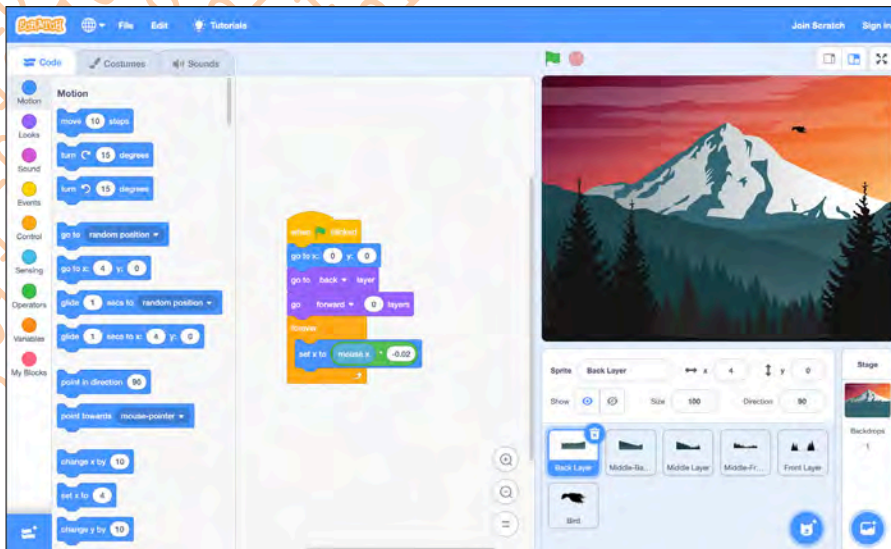 SCRATCH File Edit Tutorials Join Scratch Sign in
Code Costumes Sounds
Motion
Looks
Sound
Events
Control
Sensing
Operators
Variables
My Blocks
Motion
move 10 steps
turn 15 degrees
turn 15 degrees
go to random position
go to x: 4 y: 0
glide 1 secs to random position
glide 1 secs to x: 4 y: 0
point in direction 90
point towards mouse-pointer
change x by 10
set x to 4
change y by 10
when clicked
go to x: 0 y: 0
go to back layer
go forward 0 layers
forever
set x to mouse x * -0.02
Sprite Back Layer x 4 y 0
Show Size 100 Direction 90
Back Layer Middle-Ba... Middle Layer Middle-Fr... Front Layer
Bird
Stage
Backdrops
1